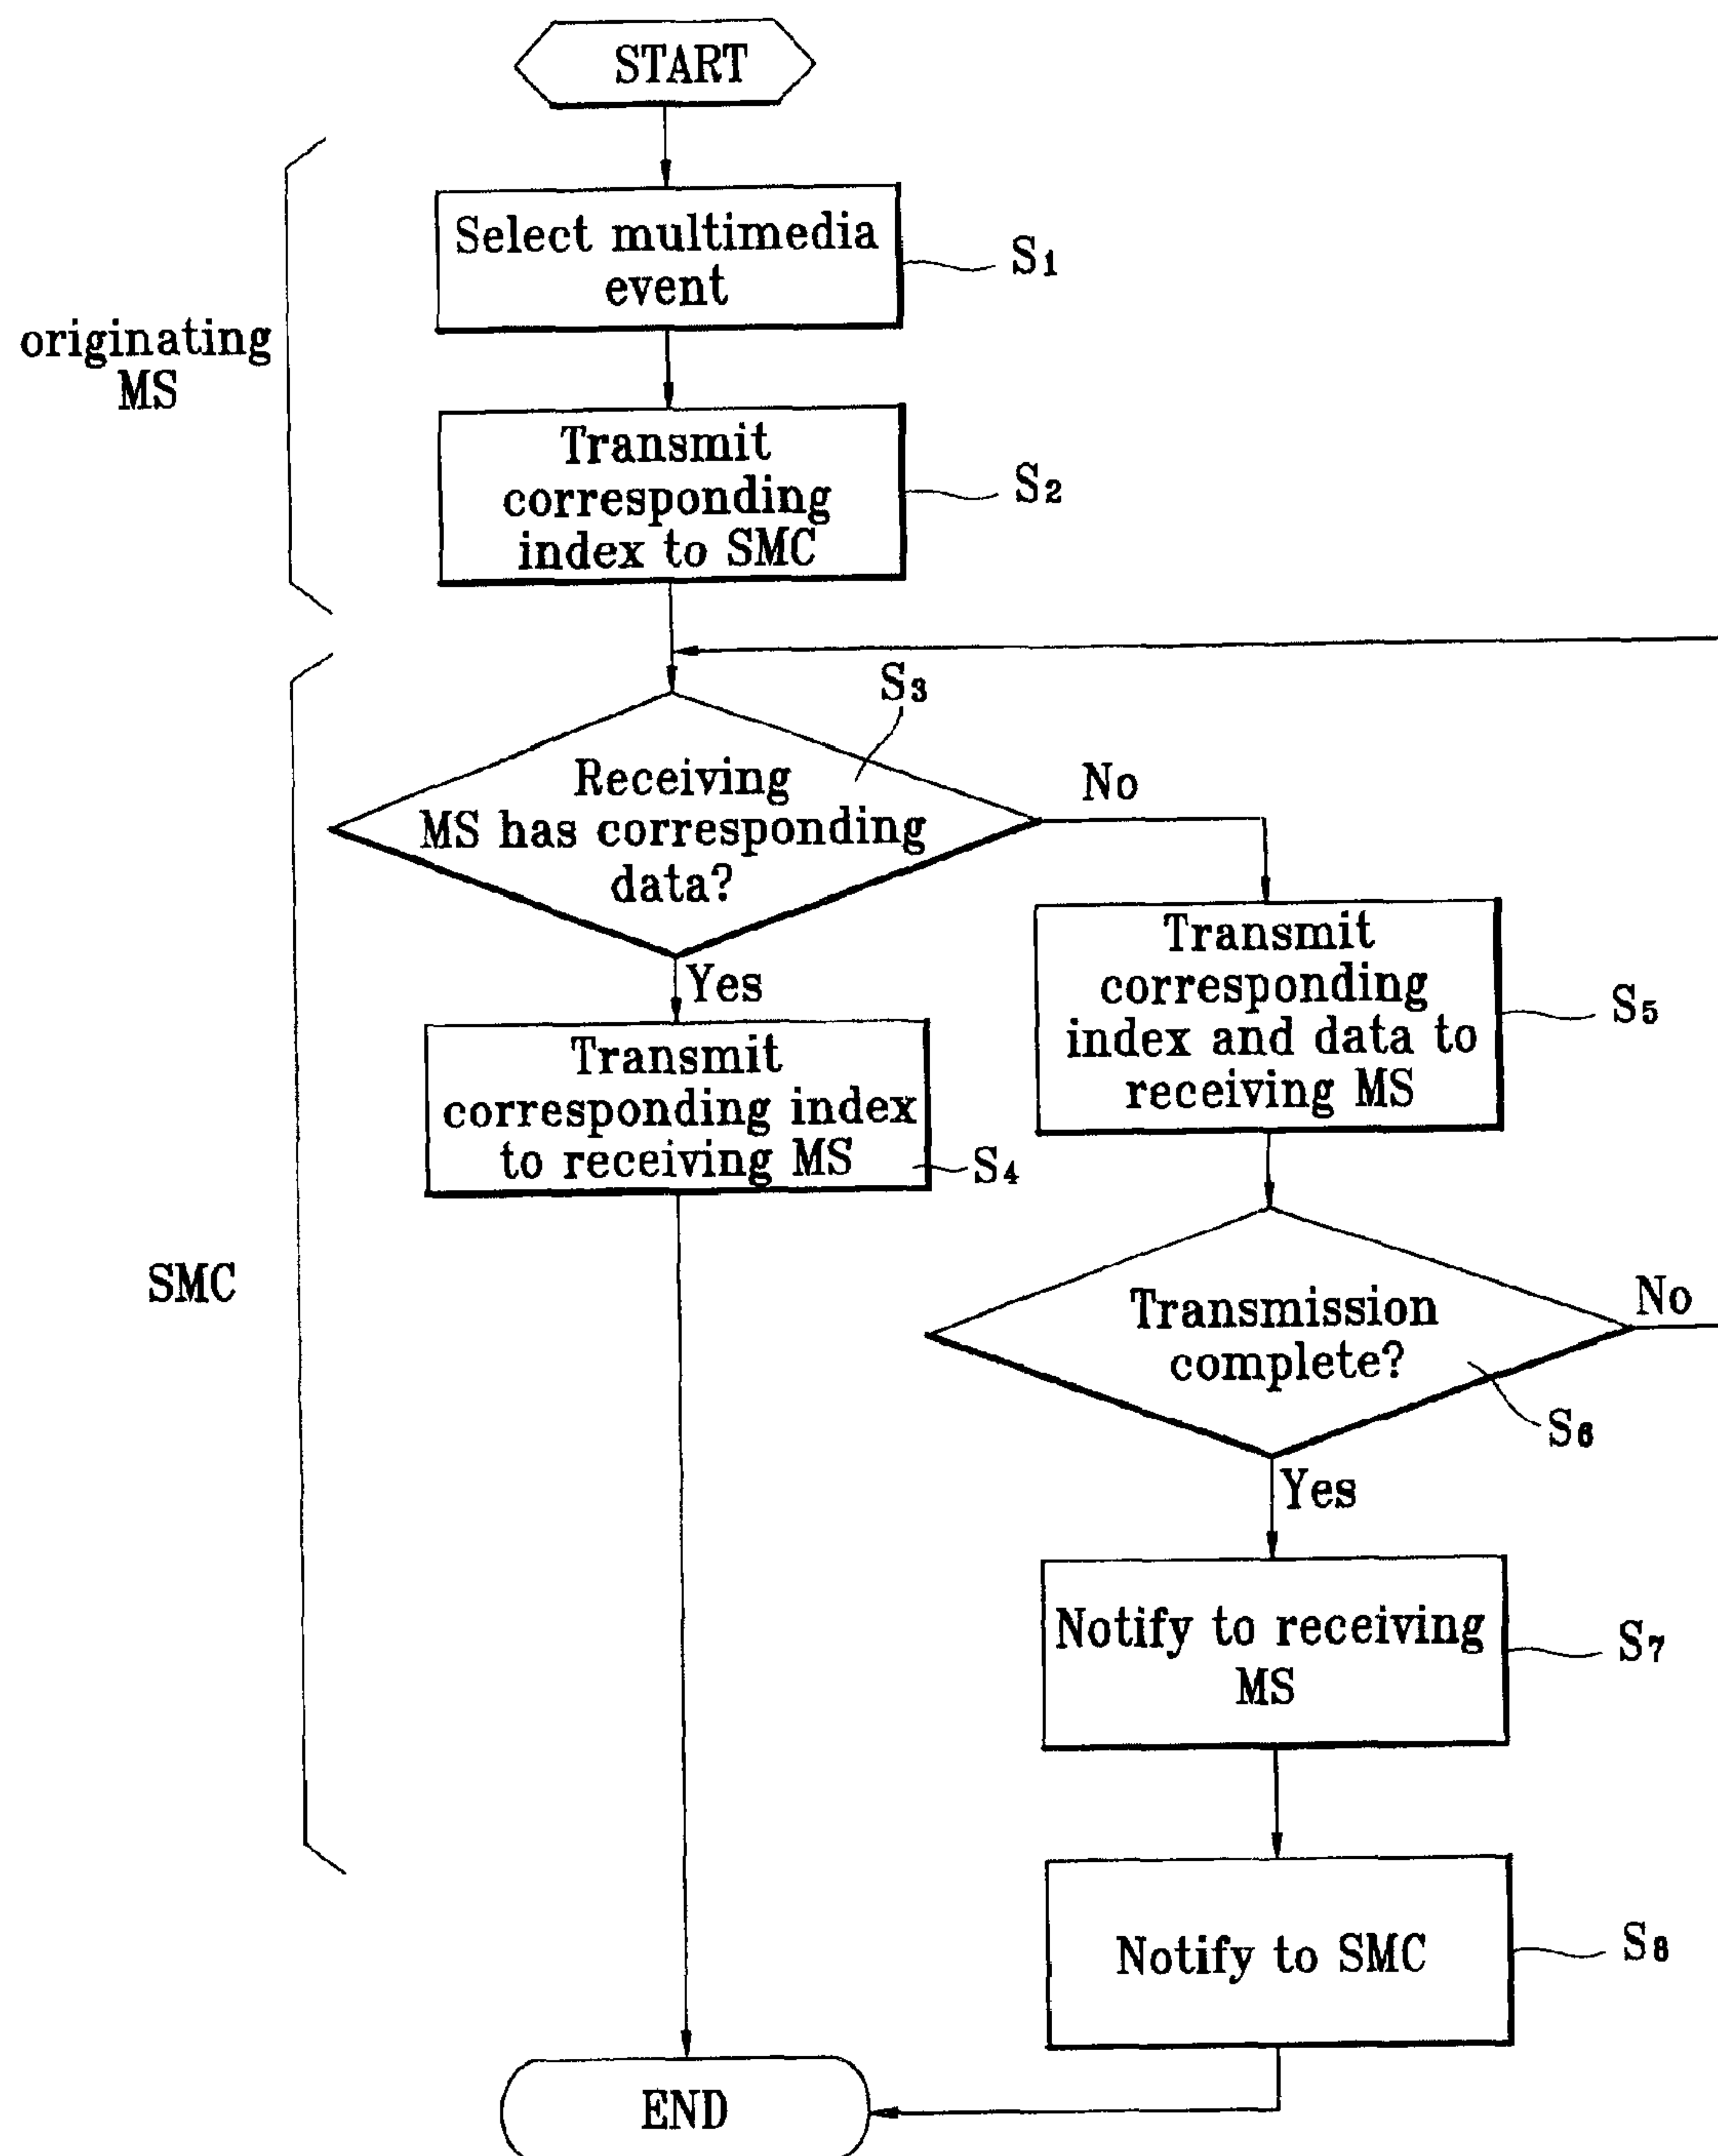 START
Select multimedia
event
S1
originating
MS
Transmit
corresponding
index to SMC
S2
S3
Receiving
MS has corresponding
data?
No
Yes
Transmit
corresponding index
to receiving MS
S4
Transmit
corresponding
index and data to
receiving MS
S5
SMC
Transmission
complete?
No
S6
Yes
Notify to receiving
MS
S7
Notify to SMC
S8
END